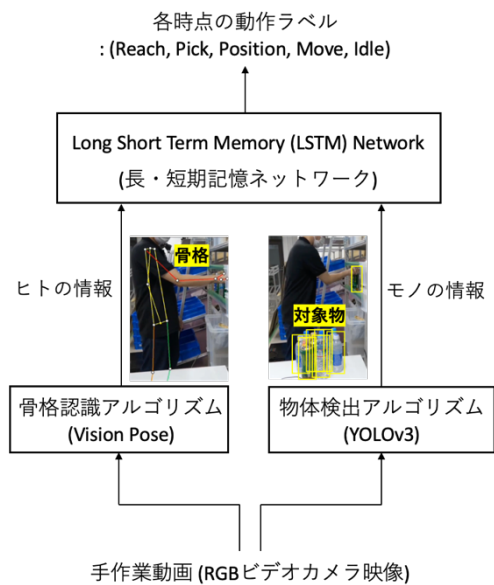 各時点の動作ラベル
: (Reach, Pick, Position, Move, Idle)
Long Short Term Memory (LSTM) Network
(長・短期記憶ネットワーク)
骨格
ヒトの情報
モノの情報
対象物
骨格認識アルゴリズム
(Vision Pose)
物体検出アルゴリズム
(YOLOv3)
手作業動画 (RGBビデオカメラ映像)